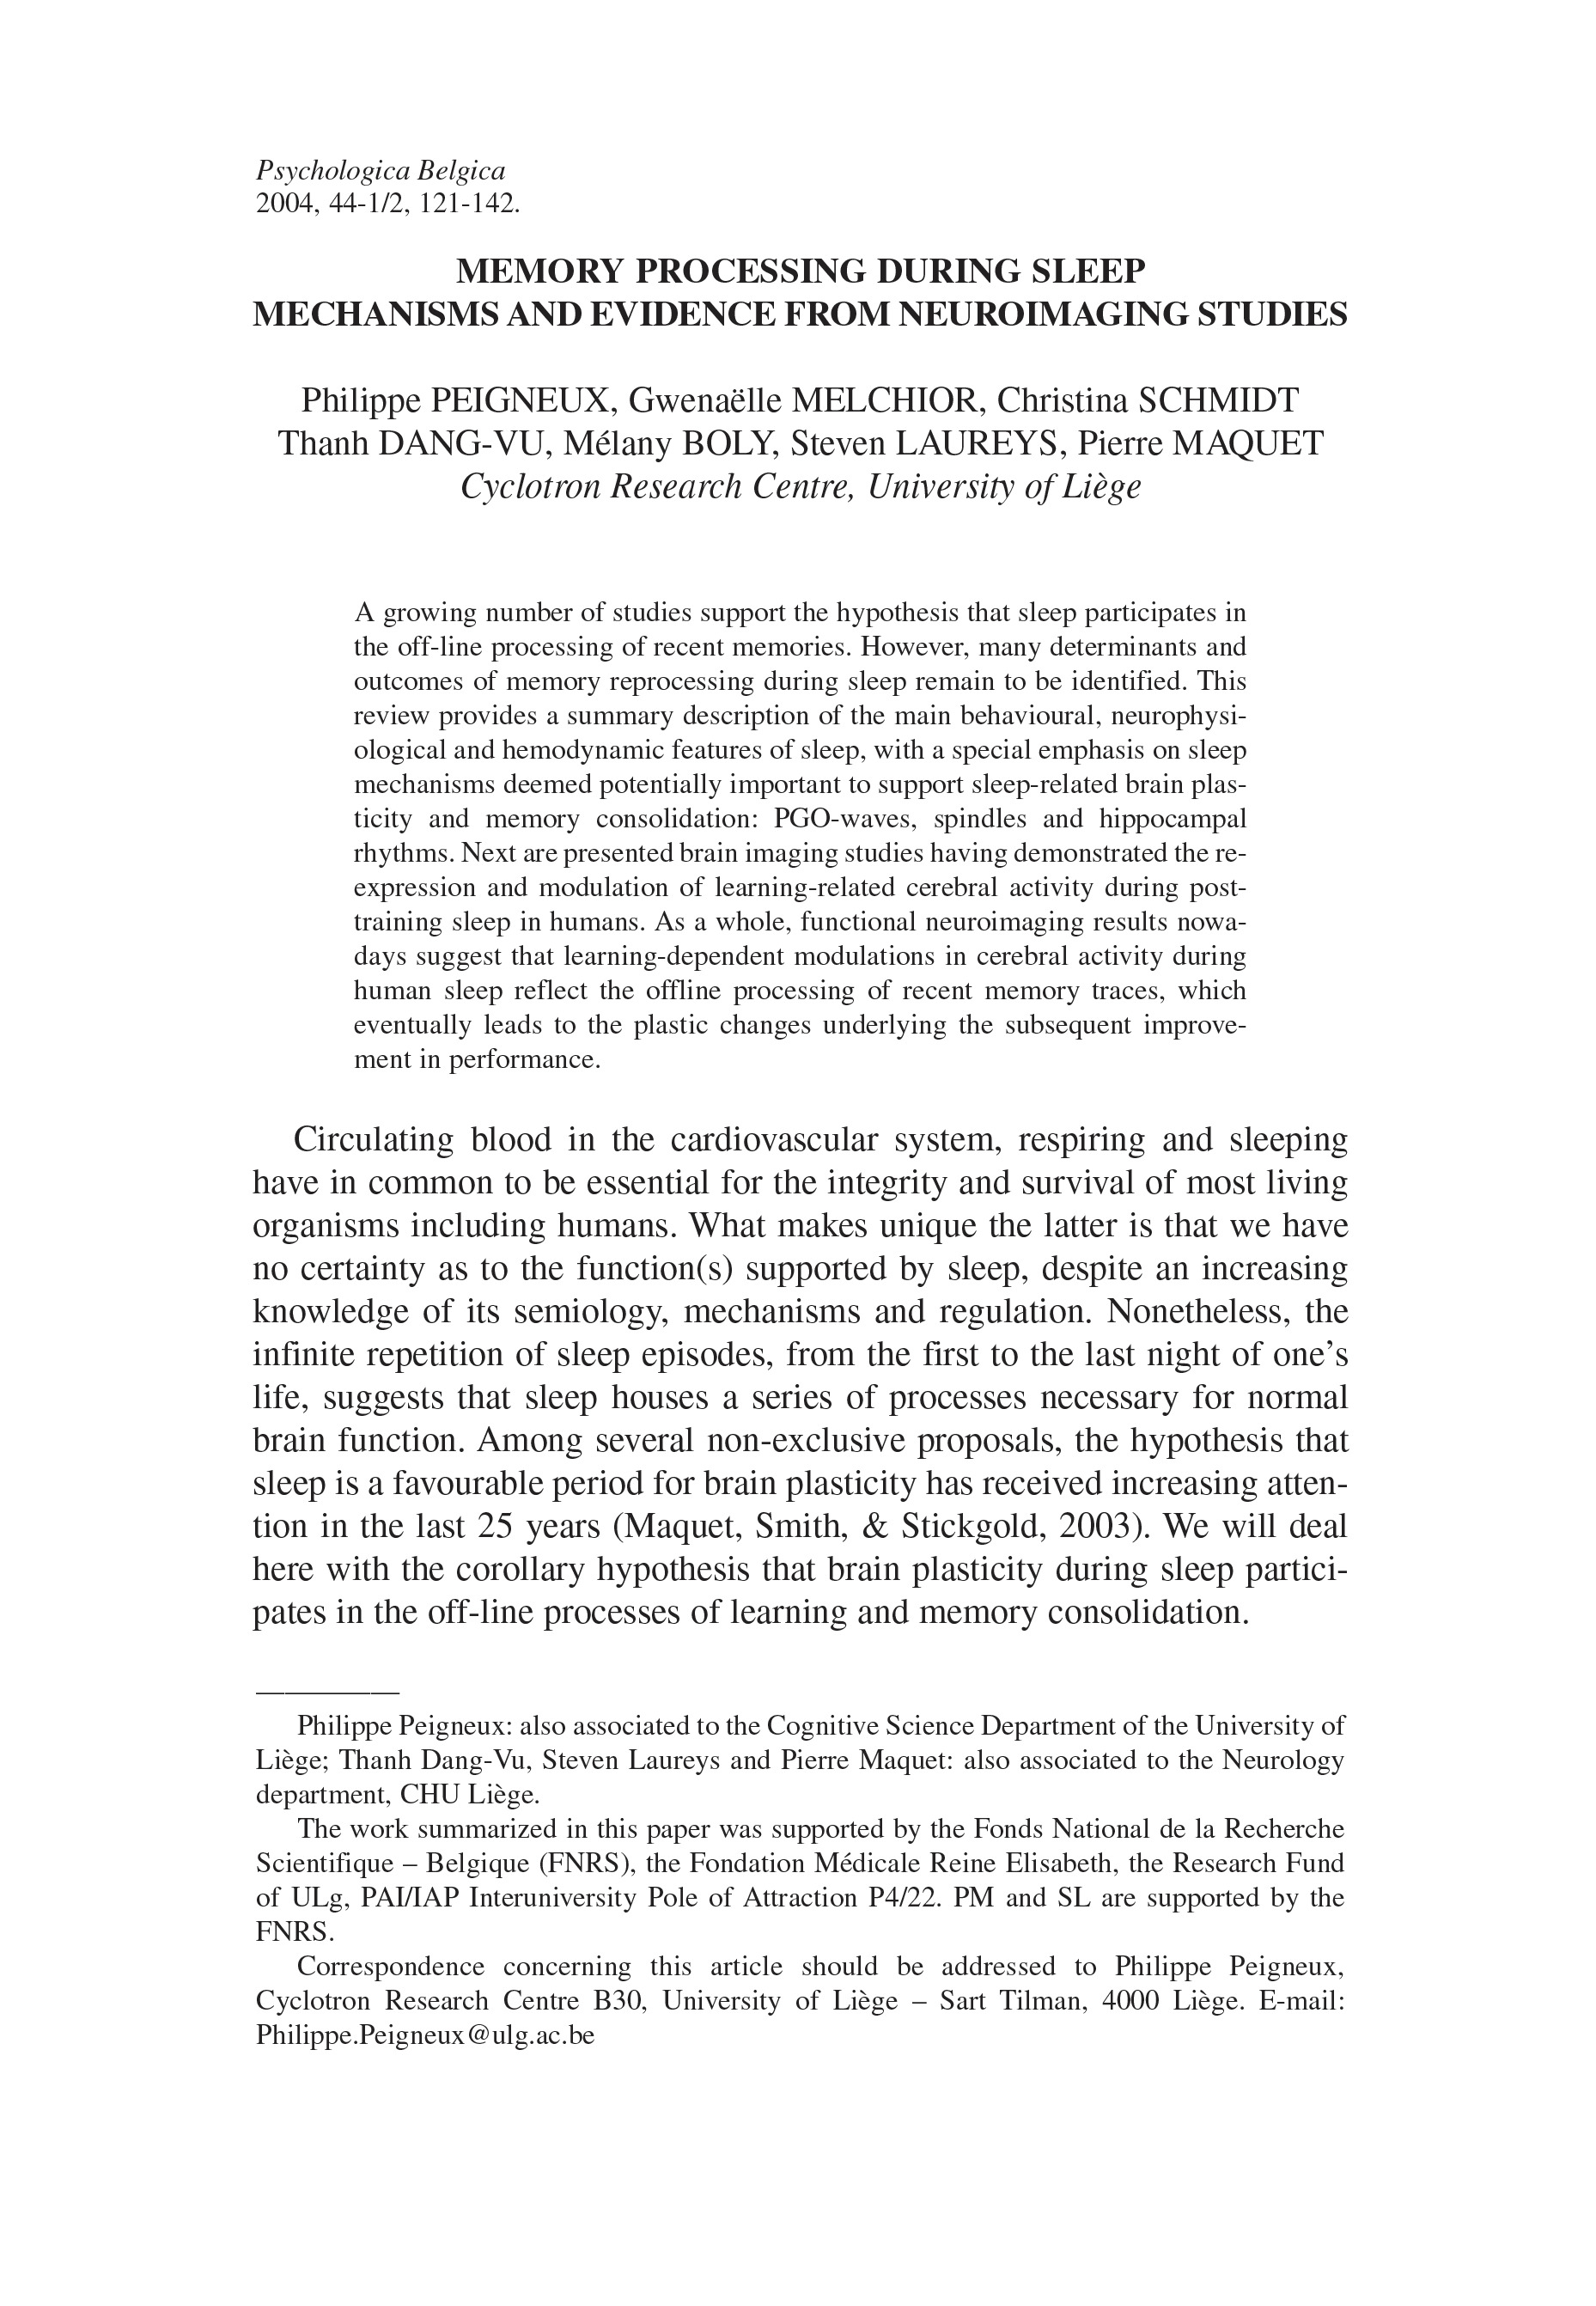 Psychologica Belgica
2004, 44-1/2, 121-142.
MEMORY PROCESSING DURING SLEEP
MECHANISMS AND EVIDENCE FROM NEUROIMAGING STUDIES
Philippe PEIGNEUX, Gwenaëlle MELCHIOR, Christina SCHMIDT
Thanh DANG-VU, Mélany BOLY, Steven LAUREYS, Pierre MAQUET
Cyclotron Research Centre, University of Liège
A growing number of studies support the hypothesis that sleep participates in
the off-line processing of recent memories. However, many determinants and
outcomes of memory reprocessing during sleep remain to be identified. This
review provides a summary description of the main behavioural, neurophysi-
ological and hemodynamic features of sleep, with a special emphasis on sleep
mechanisms deemed potentially important to support sleep-related brain plas-
ticity and memory consolidation: PGO-waves, spindles and hippocampal
rhythms. Next are presented brain imaging studies having demonstrated the re-
expression and modulation of learning-related cerebral activity during post-
training sleep in humans. As a whole, functional neuroimaging results nowa-
days suggest that learning-dependent modulations in cerebral activity during
human sleep reflect the offline processing of recent memory traces, which
eventually leads to the plastic changes underlying the subsequent improve-
ment in performance.
Circulating blood in the cardiovascular system, respiring and sleeping
have in common to be essential for the integrity and survival of most living
organisms including humans. What makes unique the latter is that we have
no certainty as to the function(s) supported by sleep, despite an increasing
knowledge of its semiology, mechanisms and regulation. Nonetheless, the
infinite repetition of sleep episodes, from the first to the last night of one’s
life, suggests that sleep houses a series of processes necessary for normal
brain function. Among several non-exclusive proposals, the hypothesis that
sleep is a favourable period for brain plasticity has received increasing atten-
tion in the last 25 years (Maquet, Smith, & Stickgold, 2003). We will deal
here with the corollary hypothesis that brain plasticity during sleep partici-
pates in the off-line processes of learning and memory consolidation.
Philippe Peigneux: also associated to the Cognitive Science Department of the University of
Liège; Thanh Dang-Vu, Steven Laureys and Pierre Maquet: also associated to the Neurology
department, CHU Liège.
The work summarized in this paper was supported by the Fonds National de la Recherche
Scientifique – Belgique (FNRS), the Fondation Médicale Reine Elisabeth, the Research Fund
of ULg, PAI/IAP Interuniversity Pole of Attraction P4/22. PM and SL are supported by the
FNRS.
Correspondence concerning this article should be addressed to Philippe Peigneux,
Cyclotron Research Centre B30, University of Liège – Sart Tilman, 4000 Liège. E-mail:
Philippe.Peigneux@ulg.ac.be